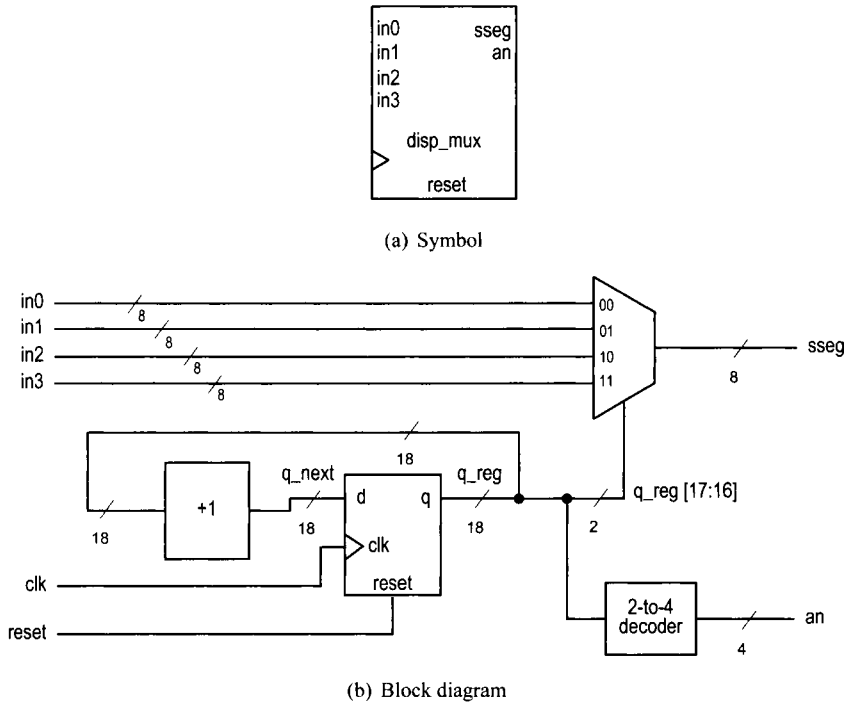 in0 sseg
in1 an
in2
in3
disp_mux
reset
(a) Symbol
in0 8 00
in1 8 01 sseg
in2 8 10 8
in3 8 11
18
q_next q_reg q_reg [17:16]
+1 d q
18 18 18 2
clk
clk
reset 2-to-4 an
decoder
reset 4
(b) Block diagram